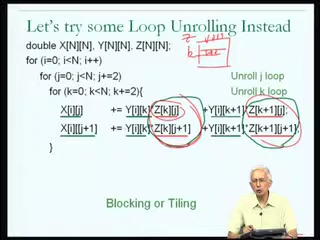 Let's try some Loop Unrolling Instead
double X[N][N], Y[N][N], Z[N][N];
for (i=0; i<N; i++)
for (j=0; j<N; j+=2) Unroll j loop
for (k=0; k<N; k+=2){ Unroll k loop
X[i][j] += Y[i][k]*Z[k][j] +Y[i][k+1]*Z[k+1][j];
X[i][j+1] += Y[i][k]*Z[k][j+1] +Y[i][k+1]*Z[k+1][j+1];
}
Blocking or Tiling